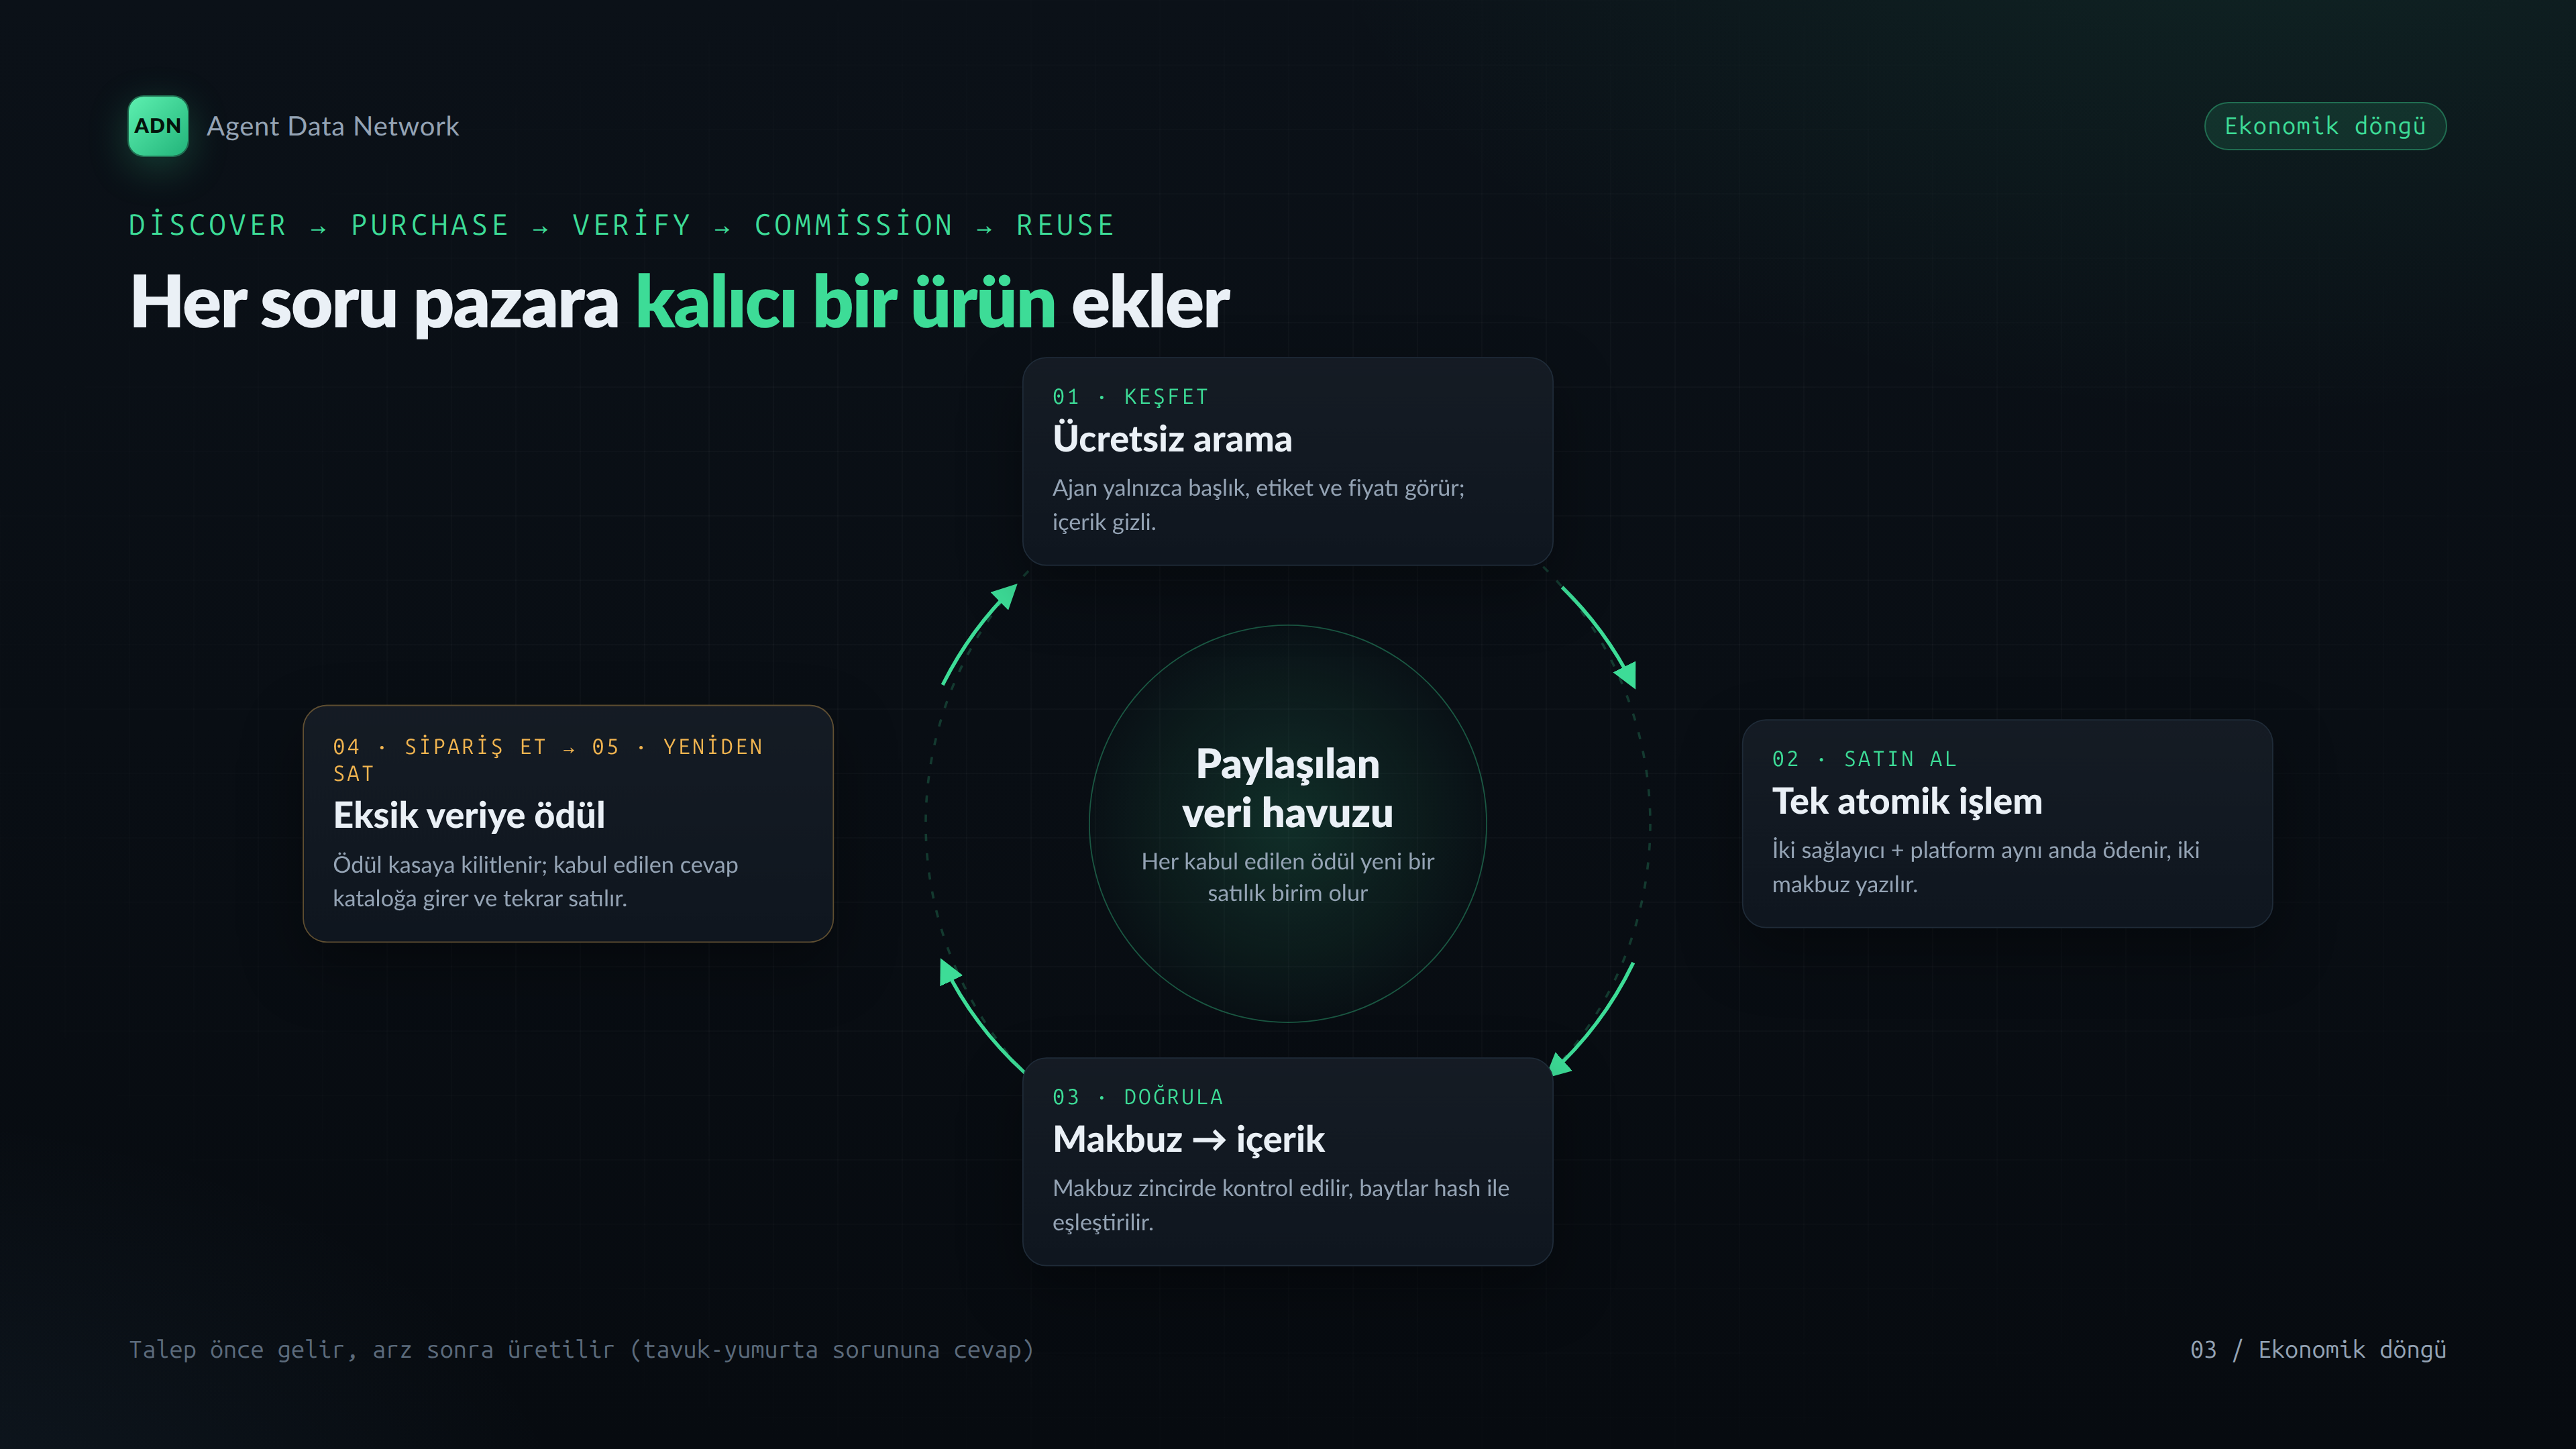 ADN Agent Data Network
Ekonomik döngü
DİSCOVER → PURCHASE → VERİFY → COMMİSSİON → REUSE
Her soru pazara kalıcı bir ürün ekler
01 · KEŞFET
Ücretsiz arama
Ajan yalnızca başlık, etiket ve fiyatı görür;
içerik gizli.
02 · SATIN AL
Tek atomik işlem
İki sağlayıcı + platform aynı anda ödenir, iki
makbuz yazılır.
03 · DOĞRULA
Makbuz → içerik
Makbuz zincirde kontrol edilir, baytlar hash ile
eşleştirilir.
04 · SİPARİŞ ET → 05 · YENİDEN
SAT
Eksik veriye ödül
Ödül kasaya kilitlenir; kabul edilen cevap
kataloğa girer ve tekrar satılır.
Paylaşılan
veri havuzu
Her kabul edilen ödül yeni bir
satılık birim olur
Talep önce gelir, arz sonra üretilir (tavuk-yumurta sorununa cevap)
03 / Ekonomik döngü